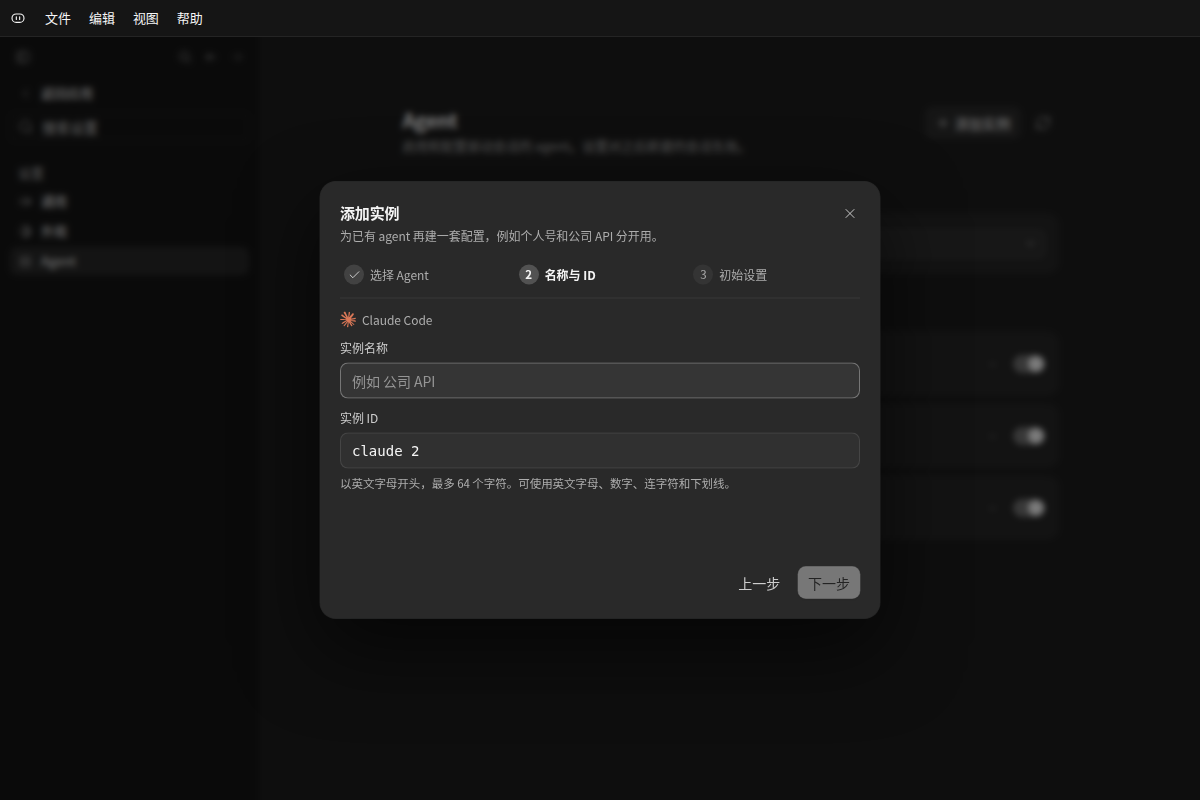 文件 编辑 视图 帮助
Agent
Agent
添加实例
为已有 agent 再建一套配置，例如个人号和公司 API 分开用。
选择 Agent
2 名称与 ID
3 初始设置
Claude Code
实例名称
例如 公司 API
实例 ID
claude 2
以英文字母开头，最多 64 个字符。可使用英文字母、数字、连字符和下划线。
上一步 下一步